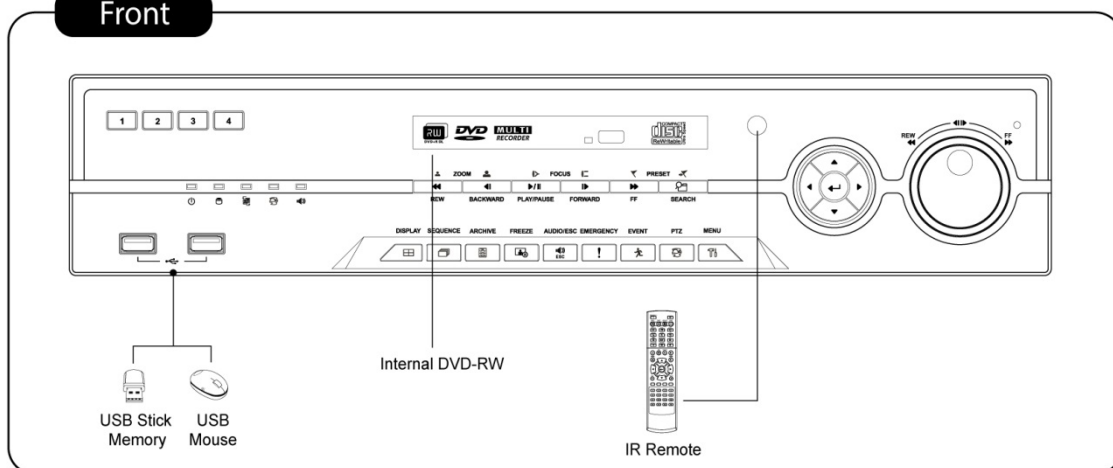 Front
1 2 3 4
RW DVD MULTI RECORDER COMPACT disc ReWritable
DVD+R DL
ZOOM FOCUS PRESET
REW BACKWARD PLAY/PAUSE FORWARD FF SEARCH
REW FF
DISPLAY SEQUENCE ARCHIVE FREEZE AUDIO/ESC EMERGENCY EVENT PTZ MENU
ESC
Internal DVD-RW
USB Stick Memory
USB Mouse
IR Remote